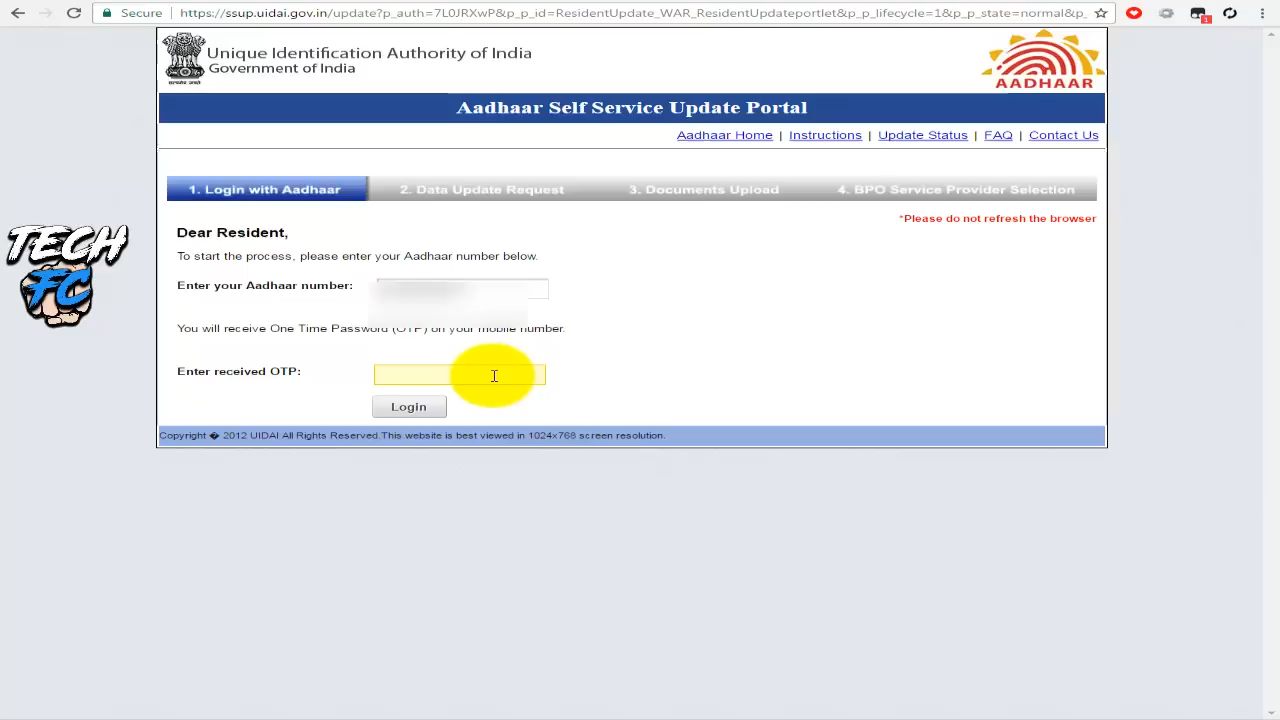 Secure
https://ssup.uidai.gov.in/update?p_auth=7L0JRXwP&p_p_id=ResidentUpdate_WAR_ResidentUpdateportlet&p_p_lifecycle=1&p_p_state=normal&p_
1
Unique Identification Authority of India
Government of India
AADHAAR
Aadhaar Self Service Update Portal
Aadhaar Home | Instructions | Update Status | FAQ | Contact Us
1. Login with Aadhaar 2. Data Update Request 3. Documents Upload 4. BPO Service Provider Selection
*Please do not refresh the browser
TECH
FC
Dear Resident,
To start the process, please enter your Aadhaar number below.
Enter your Aadhaar number:
You will receive One Time Password (OTP) on your mobile number.
Enter received OTP:
Login
Copyright � 2012 UIDAI All Rights Reserved.This website is best viewed in 1024x768 screen resolution.